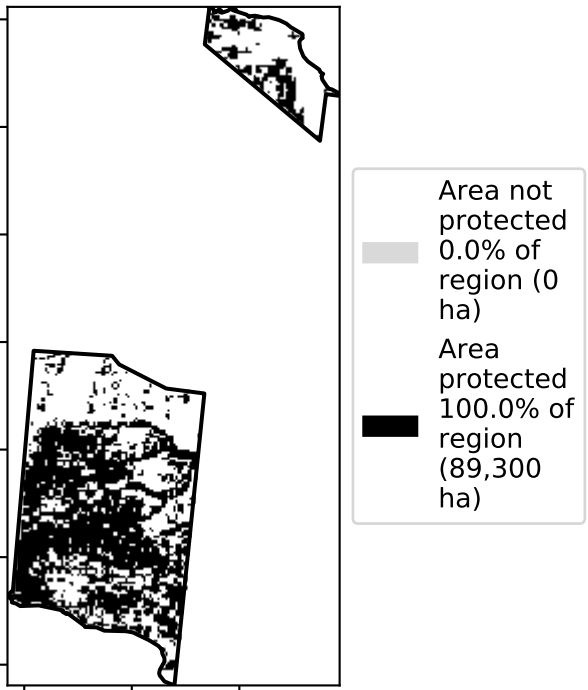 Area not
protected
0.0% of
region (0
ha)
Area
protected
100.0% of
region
(89,300
ha)